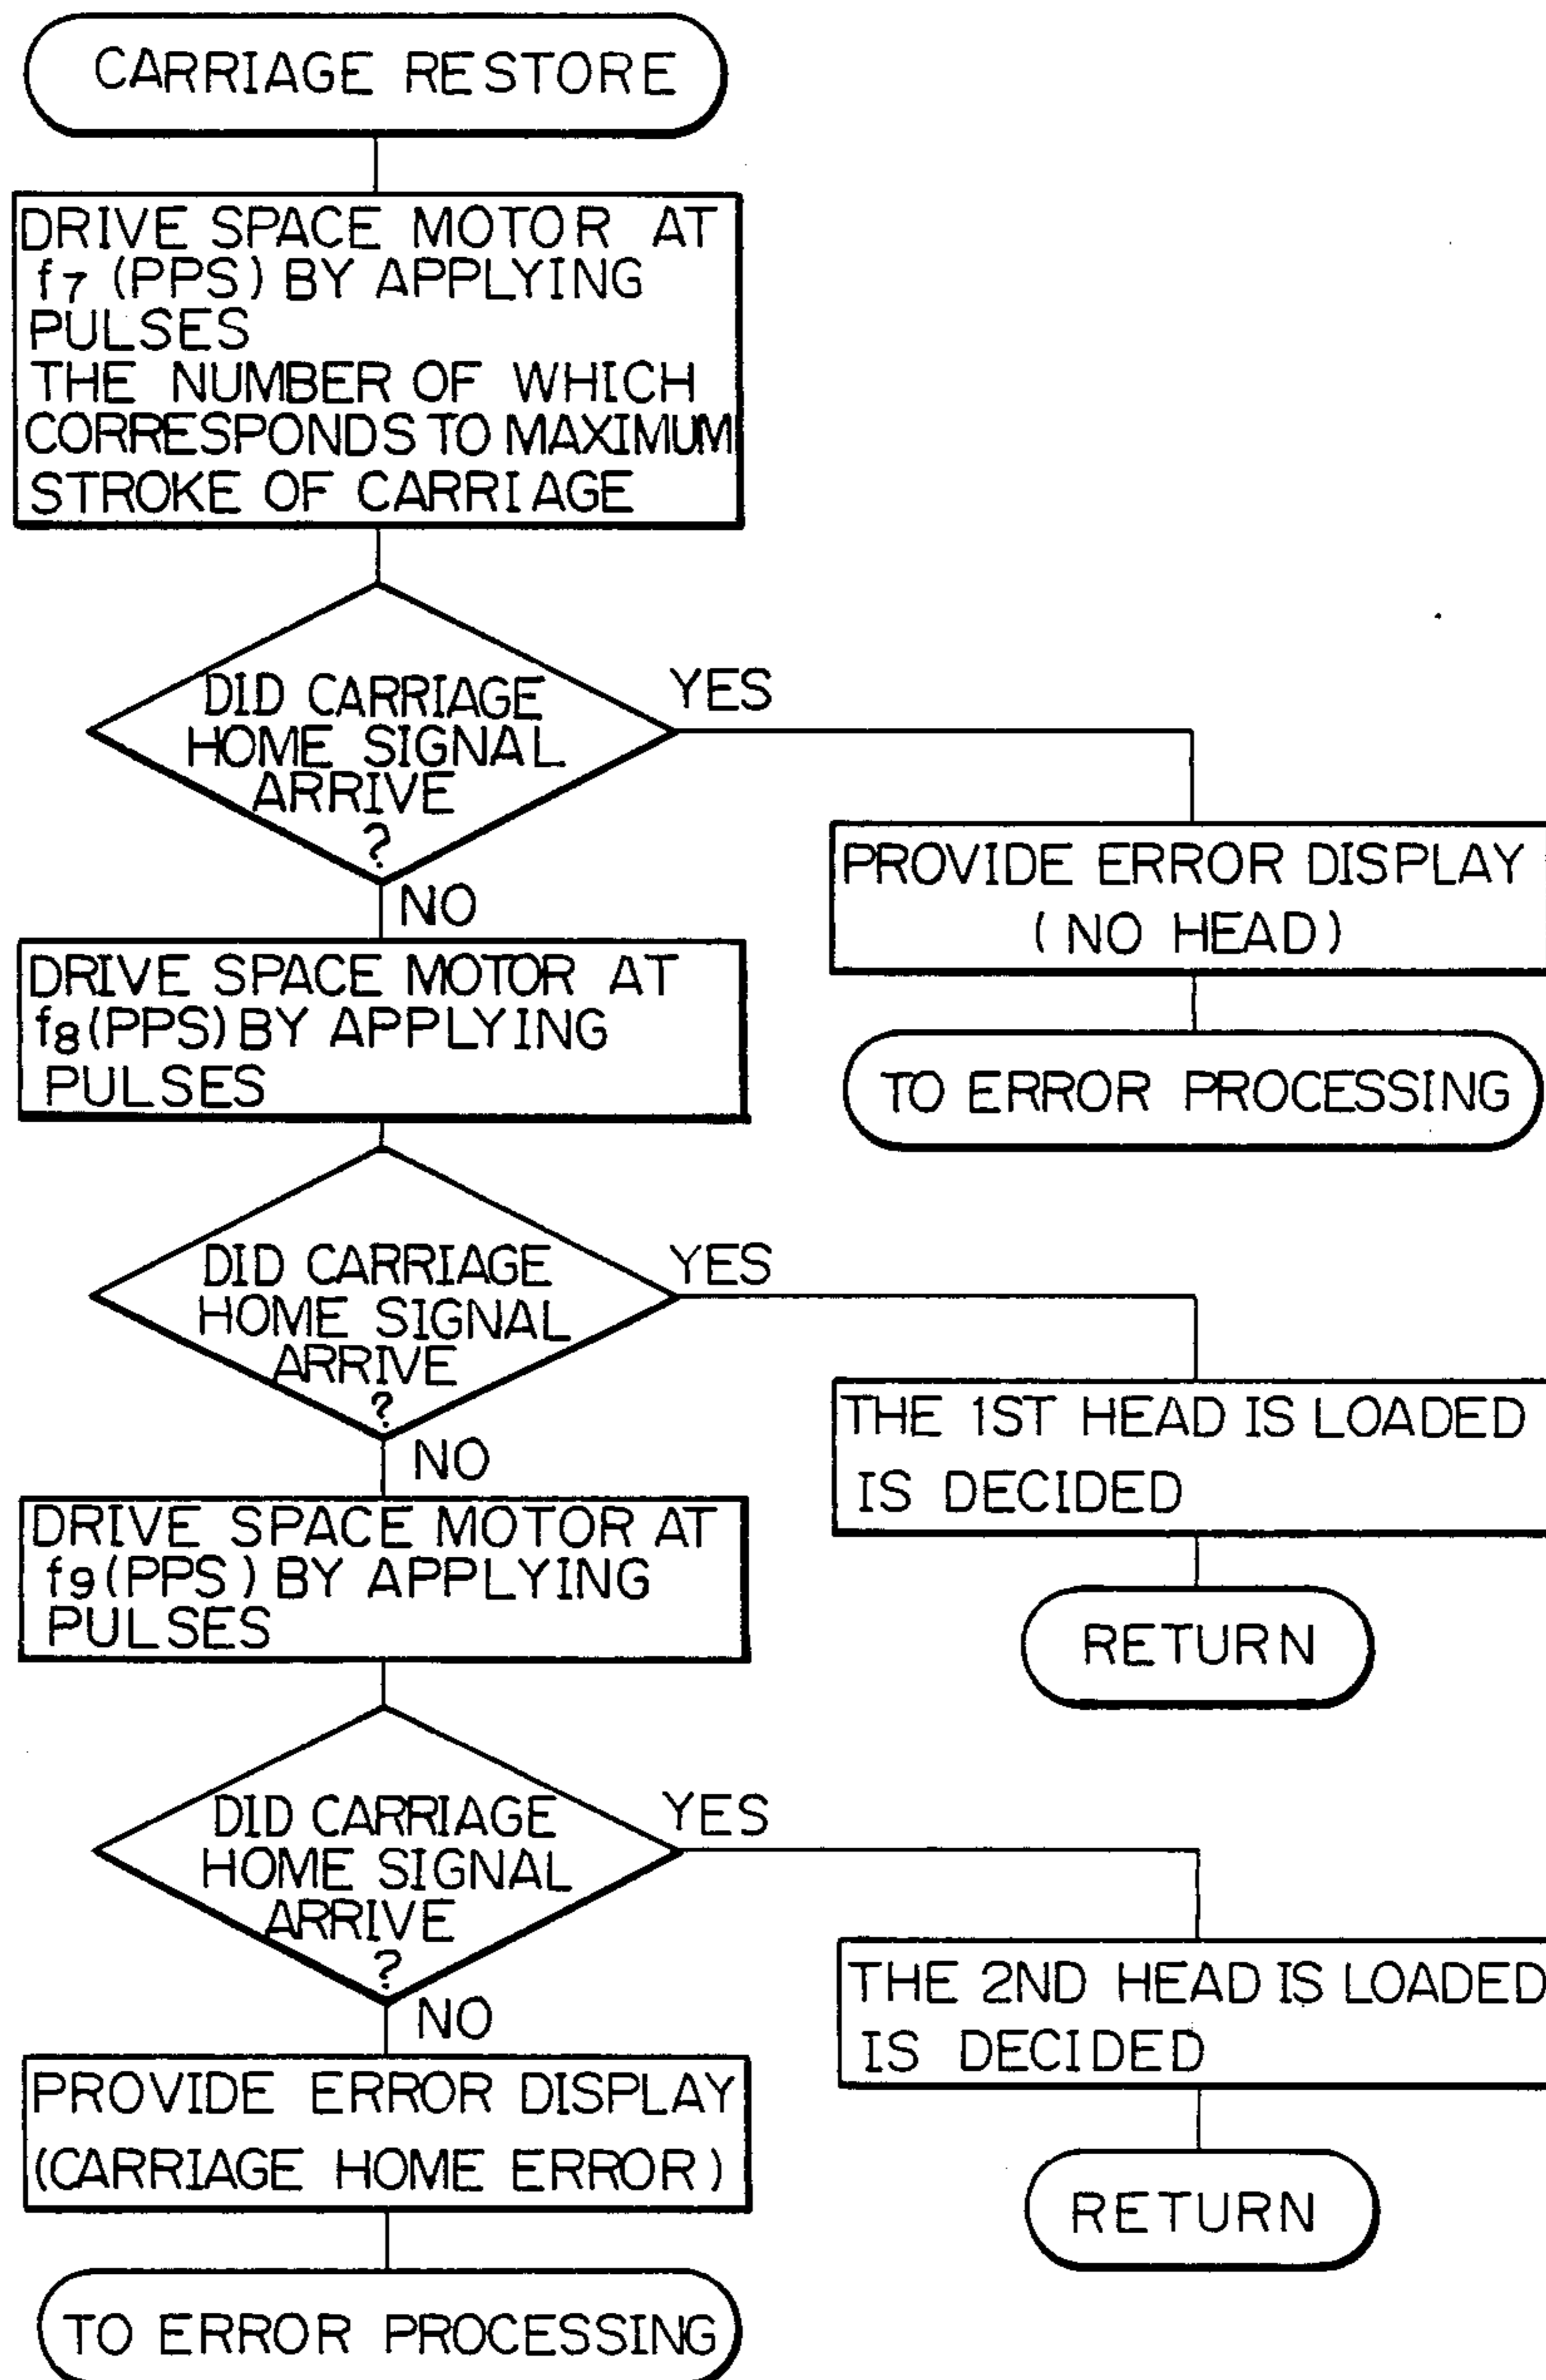 CARRIAGE RESTORE
DRIVE SPACE MOTOR AT
f7 (PPS) BY APPLYING
PULSES
THE NUMBER OF WHICH
CORRESPONDS TO MAXIMUM
STROKE OF CARRIAGE
DID CARRIAGE
HOME SIGNAL
ARRIVE
?
YES
NO
PROVIDE ERROR DISPLAY
(NO HEAD)
TO ERROR PROCESSING
DRIVE SPACE MOTOR AT
f8(PPS) BY APPLYING
PULSES
DID CARRIAGE
HOME SIGNAL
ARRIVE
?
YES
NO
THE 1ST HEAD IS LOADED
IS DECIDED
RETURN
DRIVE SPACE MOTOR AT
f9(PPS) BY APPLYING
PULSES
DID CARRIAGE
HOME SIGNAL
ARRIVE
?
YES
NO
THE 2ND HEAD IS LOADED
IS DECIDED
RETURN
PROVIDE ERROR DISPLAY
(CARRIAGE HOME ERROR)
TO ERROR PROCESSING